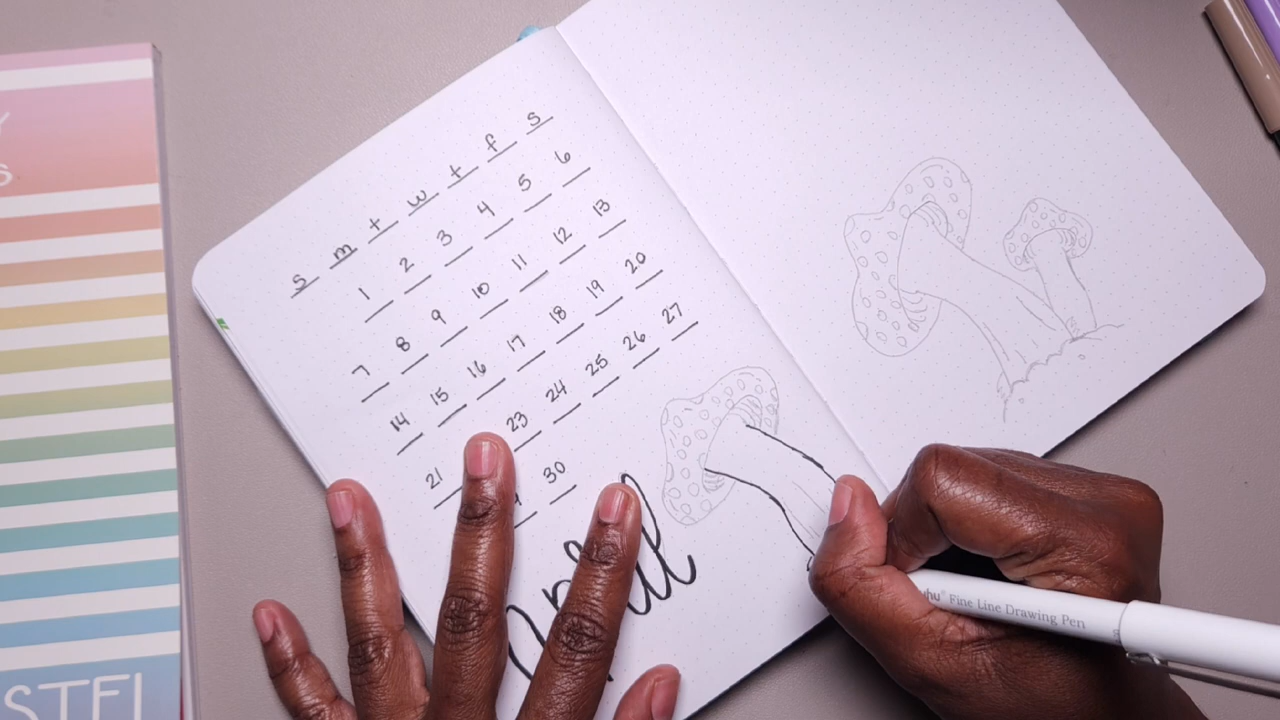 s m t w t f s
1 2 3 4 5 6
7 8 9 10 11 12 13
14 15 16 17 18 19 20
21 23 24 25 26 27
30
Fine Line Drawing Pen